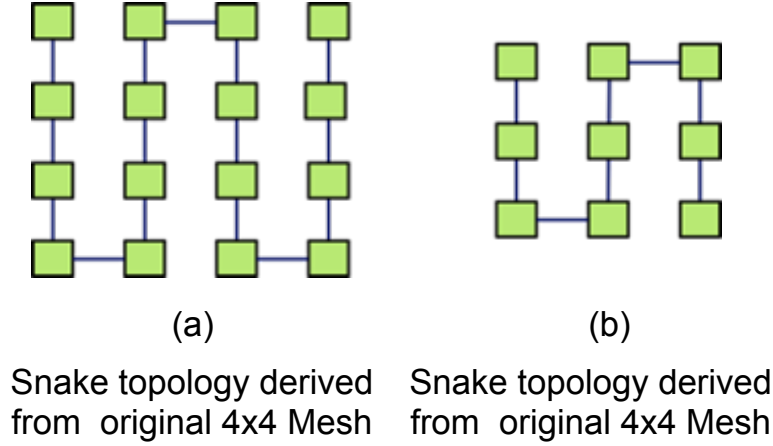 (a)
Snake topology derived
from original 4x4 Mesh
(b)
Snake topology derived
from original 4x4 Mesh